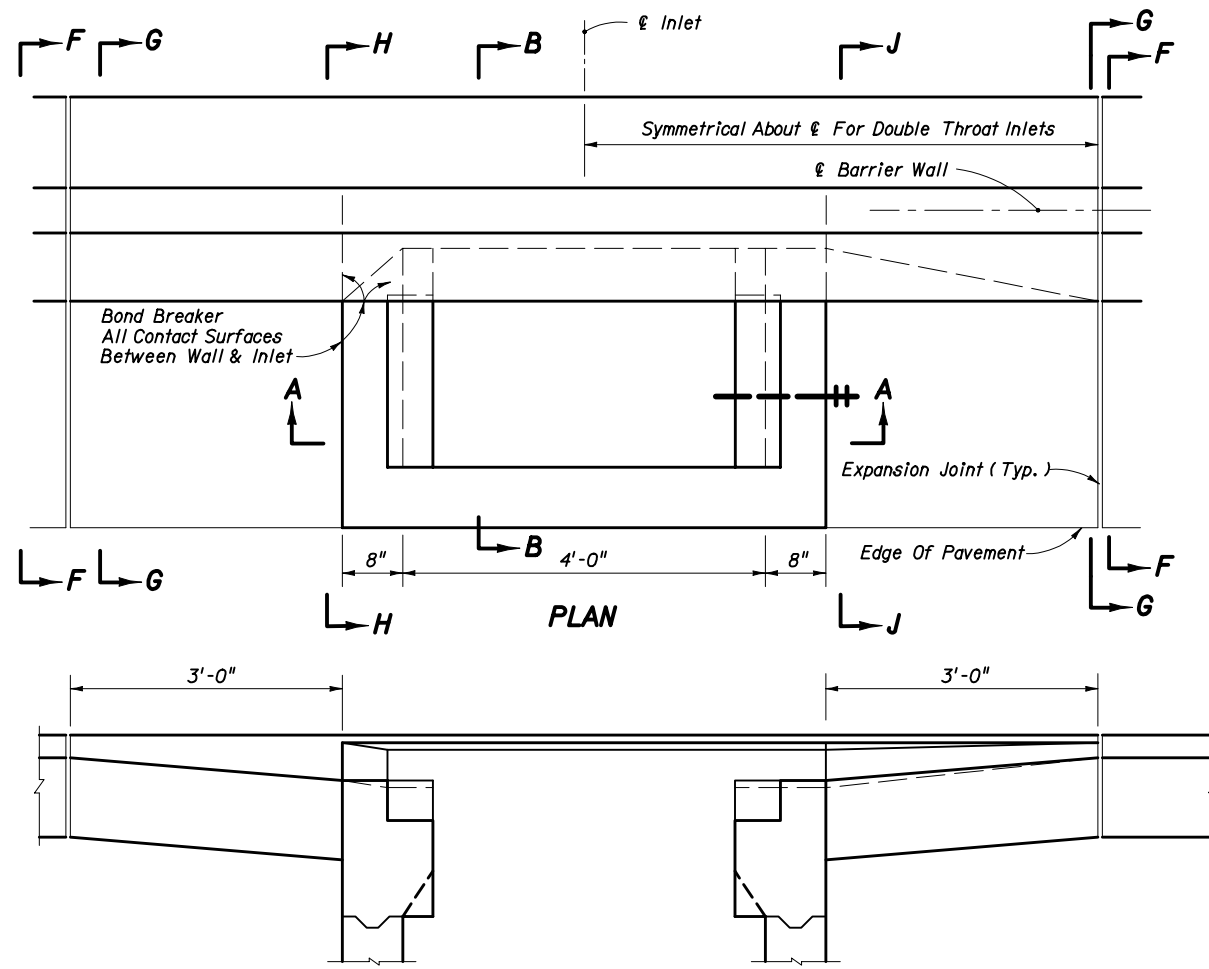 F G H B ℄ Inlet J G
F
Symmetrical About ℄ For Double Throat Inlets
℄ Barrier Wall
Bond Breaker
All Contact Surfaces
Between Wall & Inlet
A A
Expansion Joint (Typ.)
B
8" 4'-0" 8" Edge Of Pavement
F G F
G
H PLAN J
3'-0" 3'-0"